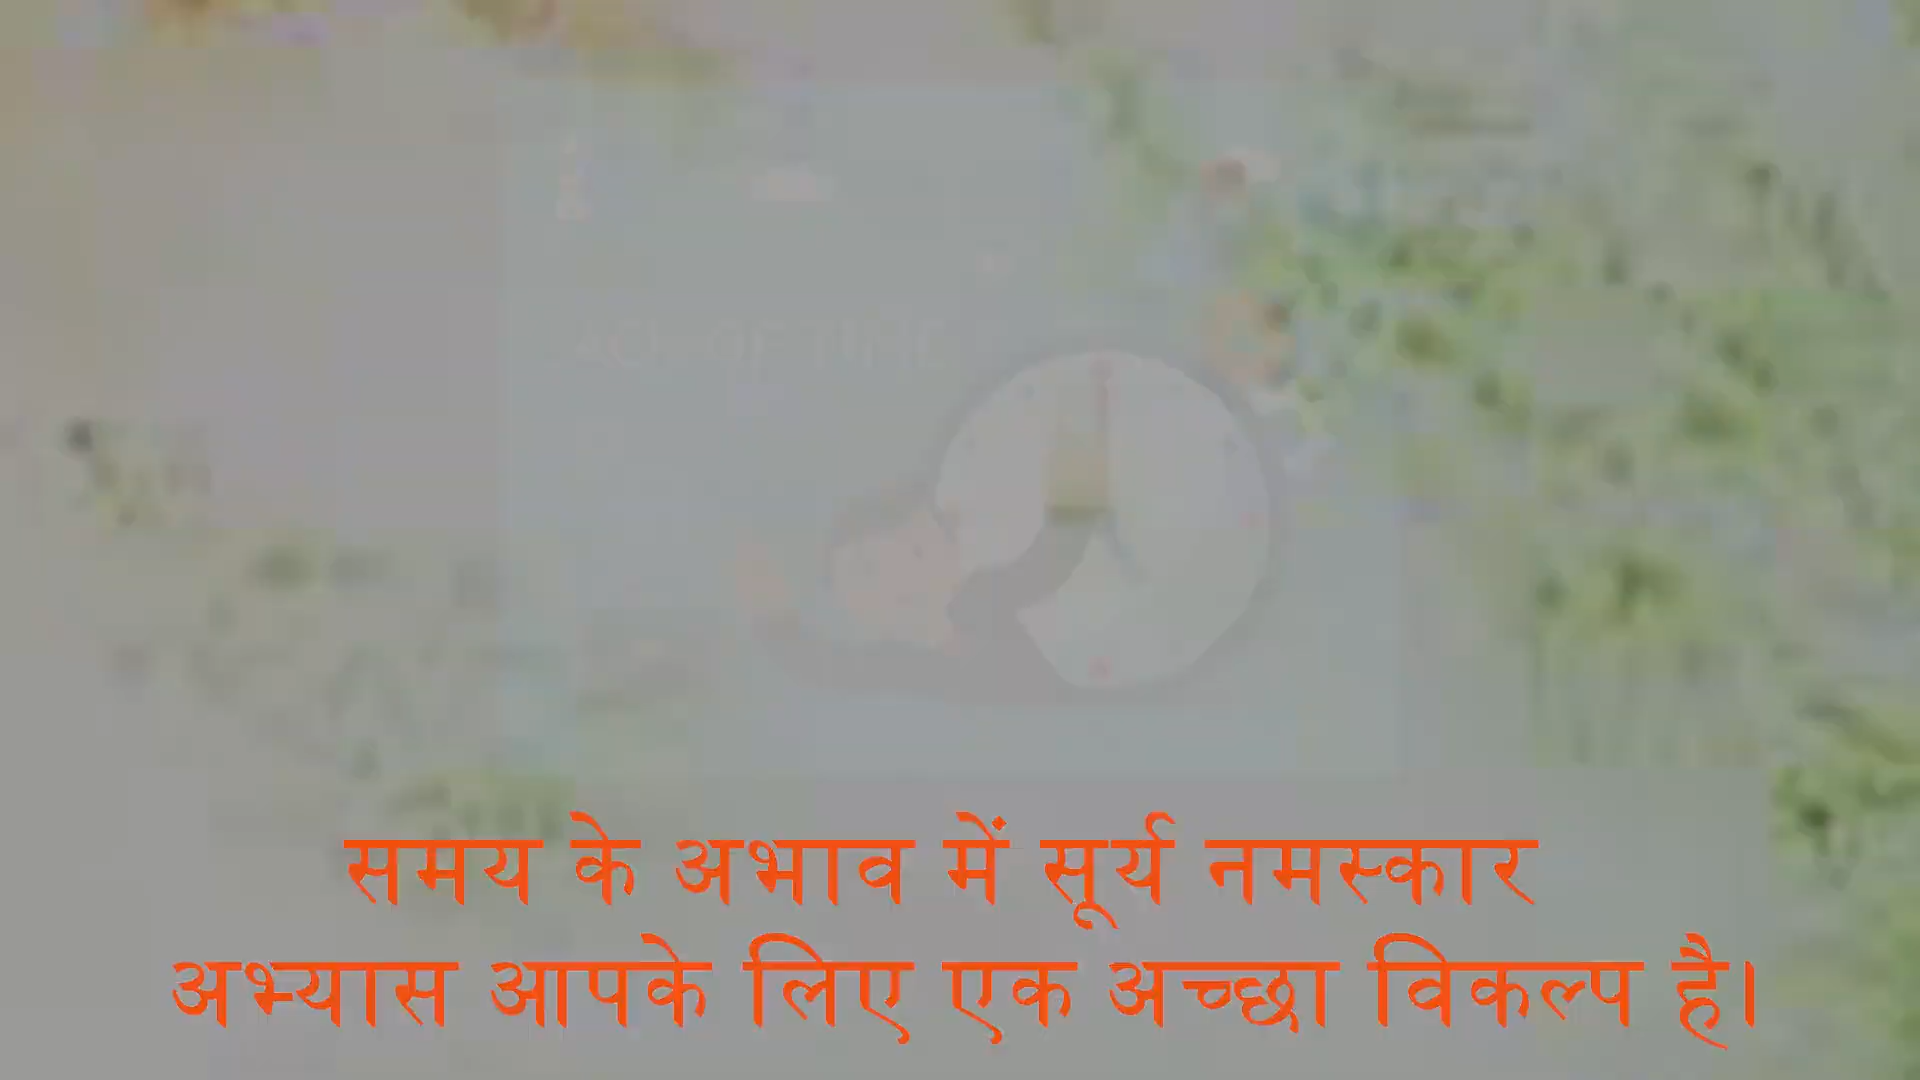 समय के अभाव में सूर्य नमस्कार
अभ्यास आपके लिए एक अच्छा विकल्प है।